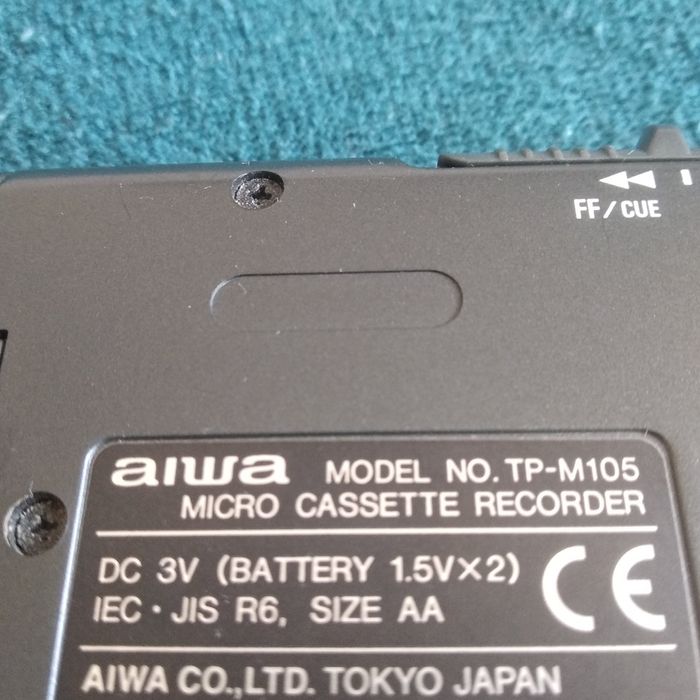 FF/CUE
aiwa MODEL NO. TP-M105
MICRO CASSETTE RECORDER
DC 3V (BATTERY 1.5V×2)
IEC · JIS R6, SIZE AA
CE
AIWA CO.,LTD. TOKYO JAPAN